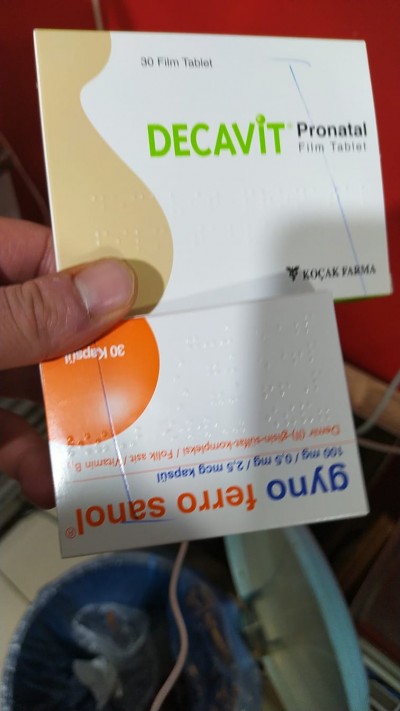 30 Film Tablet
DECAVİT® Pronatal
Film Tablet
KOÇAK FARMA
gyno ferro sanol®
100 mg / 0,5 mg / 2,5 mcg kapsül
Demir (II)-glisin-sülfat-kompleksi / Folik asit / Vitamin B
30 Kapsül